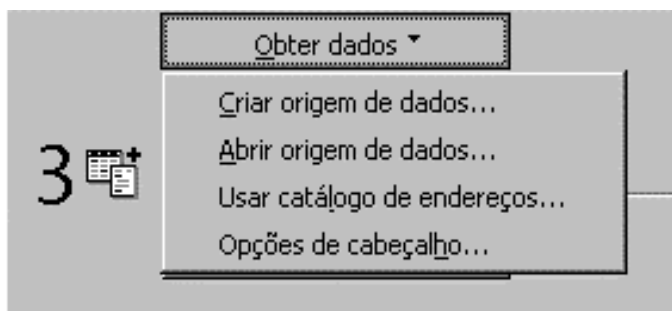 Obter dados
Criar origem de dados...
Abrir origem de dados...
3
Usar catálogo de endereços...
Opções de cabeçalho...